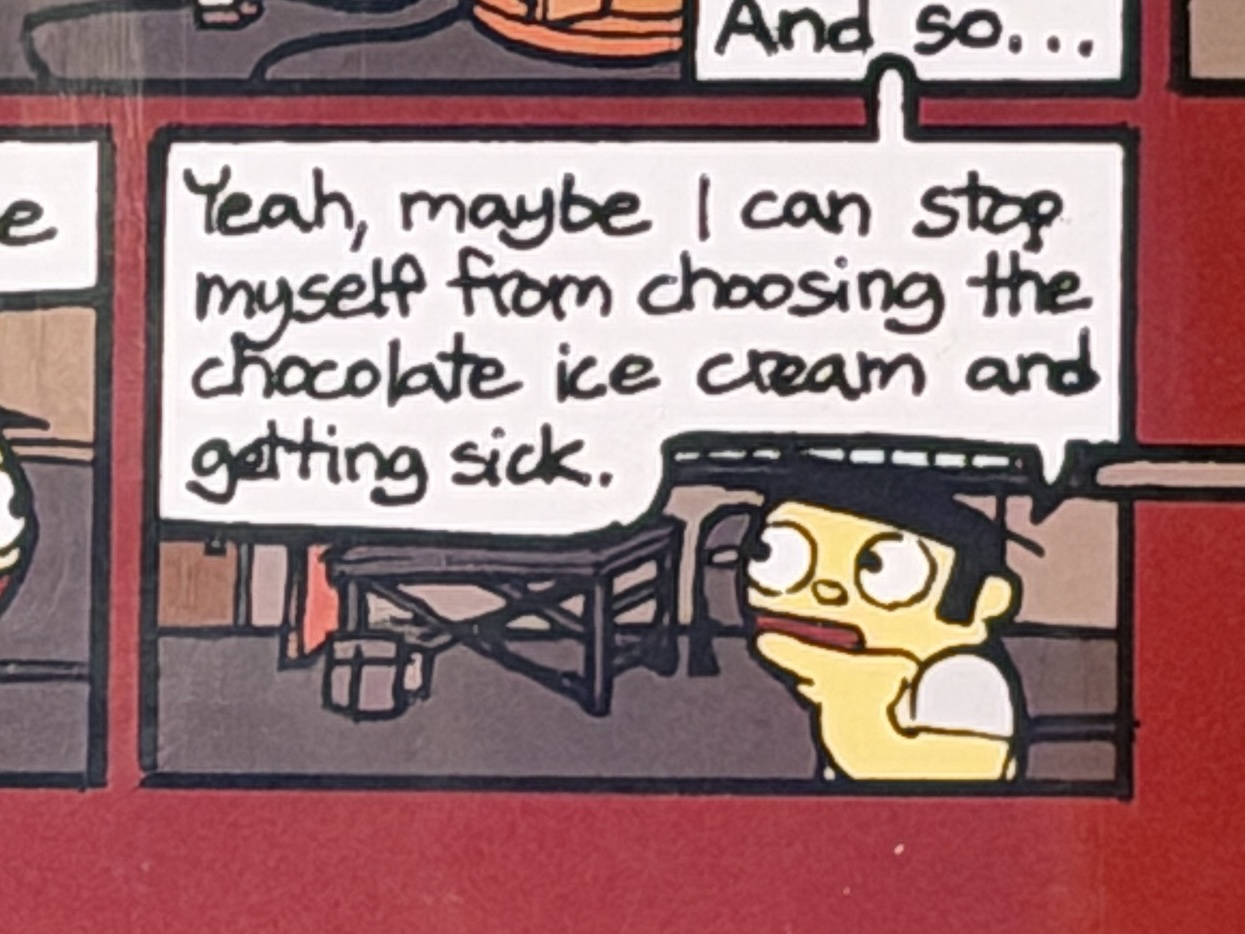 And so...
e
Yeah, maybe I can stop
myself from choosing the
chocolate ice cream and
getting sick.